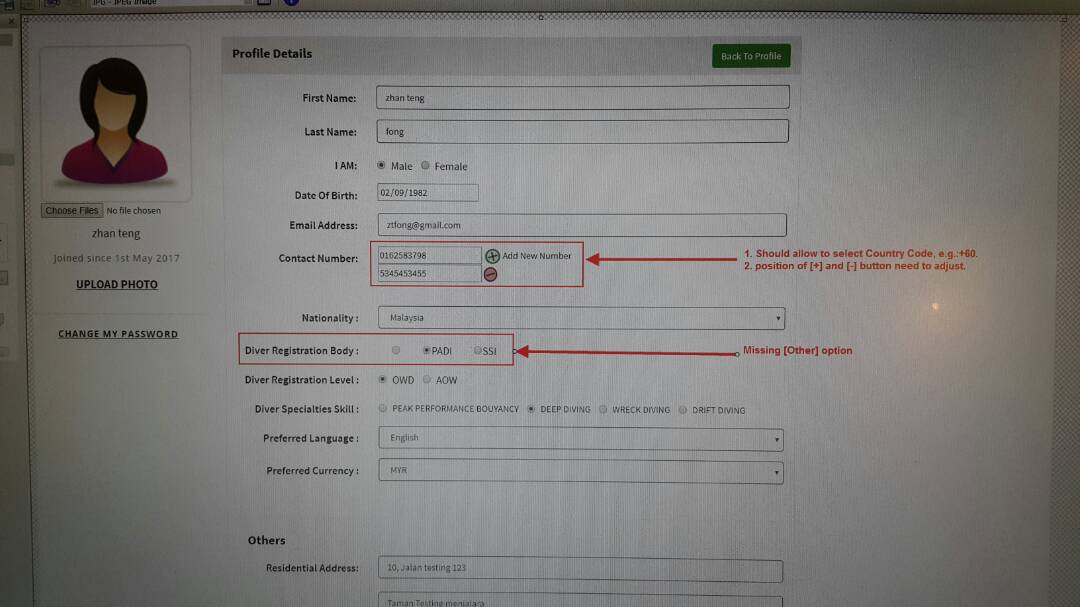 JPG - JPEG Image
Profile Details
Back To Profile
First Name: zhan teng
Last Name: fong
I AM: Male Female
Date Of Birth: 02/09/1982
Email Address: ztfong@gmail.com
Choose Files No file chosen
zhan teng
Joined since 1st May 2017
UPLOAD PHOTO
CHANGE MY PASSWORD
Contact Number: 0162583798 Add New Number
5345453455
1. Should allow to select Country Code, e.g.:+60.
2. position of [+] and [-] button need to adjust.
Nationality : Malaysia
Diver Registration Body : PADI SSI
Missing [Other] option
Diver Registration Level : OWD AOW
Diver Specialties Skill : PEAK PERFORMANCE BOUYANCY DEEP DIVING WRECK DIVING DRIFT DIVING
Preferred Language : English
Preferred Currency : MYR
Others
Residential Address: 10, Jalan testing 123
Taman Testing menjalara